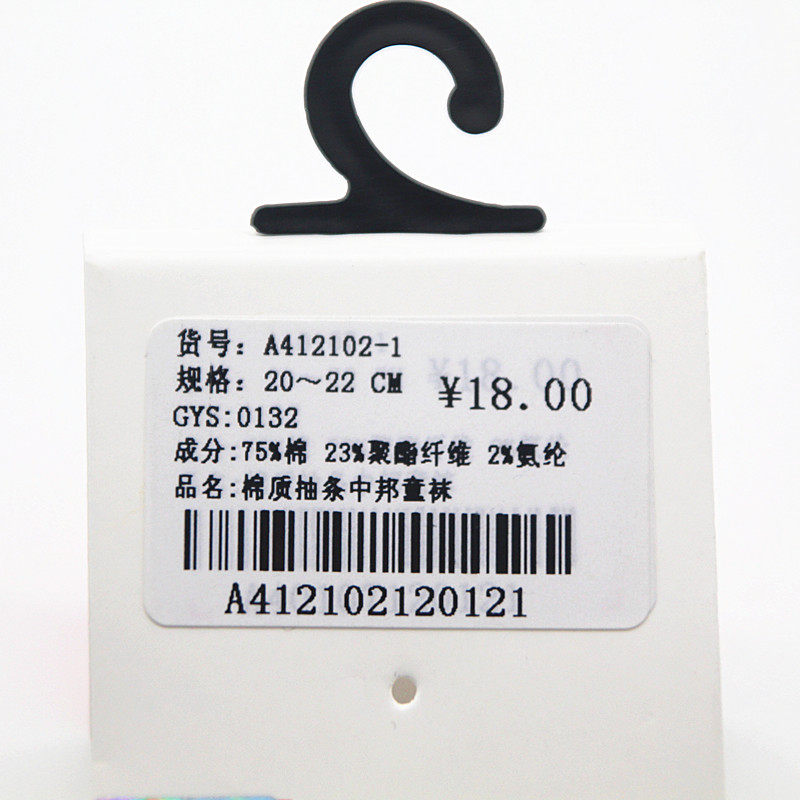 货号：A412102-1
规格：20～22 CM
¥18.00
GYS:0132
成分:75%棉 23%聚酯纤维 2%氨纶
品名:棉质抽条中邦童袜
A412102120121